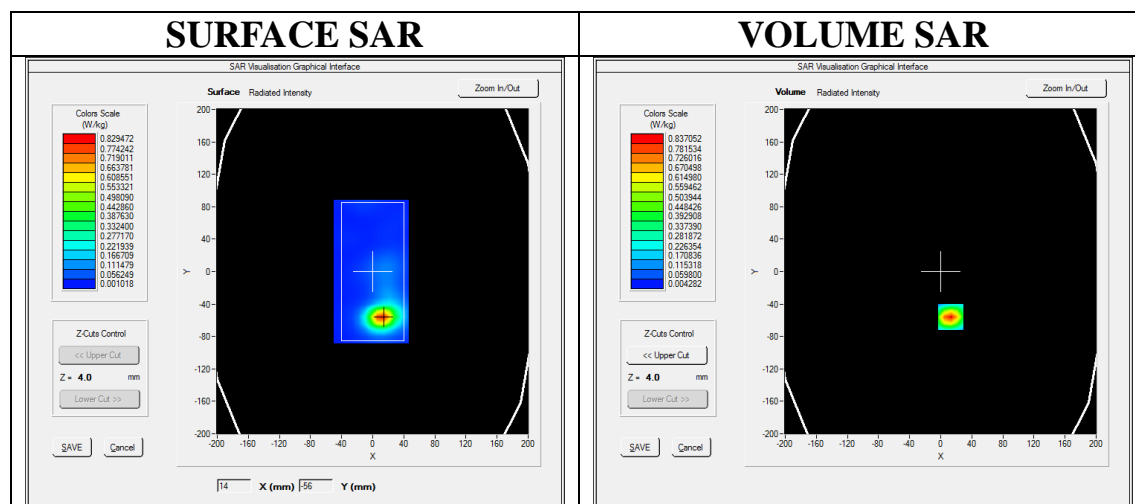 SURFACE SAR
SAR Visualisation Graphical Interface
Surface Radiated Intensity
Zoom In/Out
Colors Scale
(W/kg)
0.829472
0.774242
0.719011
0.663781
0.608551
0.553321
0.498090
0.442860
0.387630
0.332400
0.277170
0.221939
0.166709
0.111479
0.056249
0.001018
Z-Cuts Control
<< Upper Cut
Z = 4.0 mm
Lower Cut >>
SAVE Cancel
200
160
120
80
40
0
-40
-80
-120
-160
-200
Y
-200 -160 -120 -80 -40 0 40 80 120 160 200
X
14 X (mm) -56 Y (mm)
VOLUME SAR
SAR Visualisation Graphical Interface
Volume Radiated Intensity
Zoom In/Out
Colors Scale
(W/kg)
0.837052
0.781534
0.726016
0.670498
0.614980
0.559462
0.503944
0.448426
0.392908
0.337390
0.281872
0.226354
0.170836
0.115318
0.059800
0.004282
Z-Cuts Control
<< Upper Cut
Z = 4.0 mm
Lower Cut >>
SAVE Cancel
200
160
120
80
40
0
-40
-80
-120
-160
-200
Y
-200 -160 -120 -80 -40 0 40 80 120 160 200
X